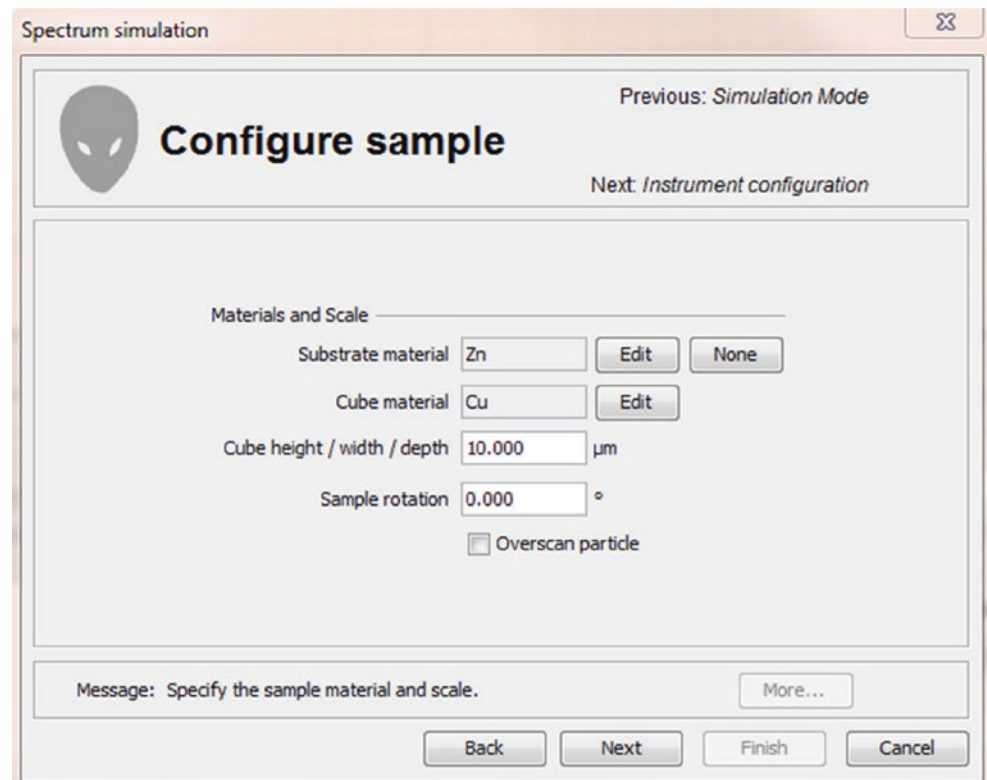 Spectrum simulation
Previous: Simulation Mode
Configure sample
Next: Instrument configuration
Materials and Scale
Substrate material Zn Edit None
Cube material Cu Edit
Cube height / width / depth 10.000 µm
Sample rotation 0.000 °
Overscan particle
Message: Specify the sample material and scale. More...
Back Next Finish Cancel